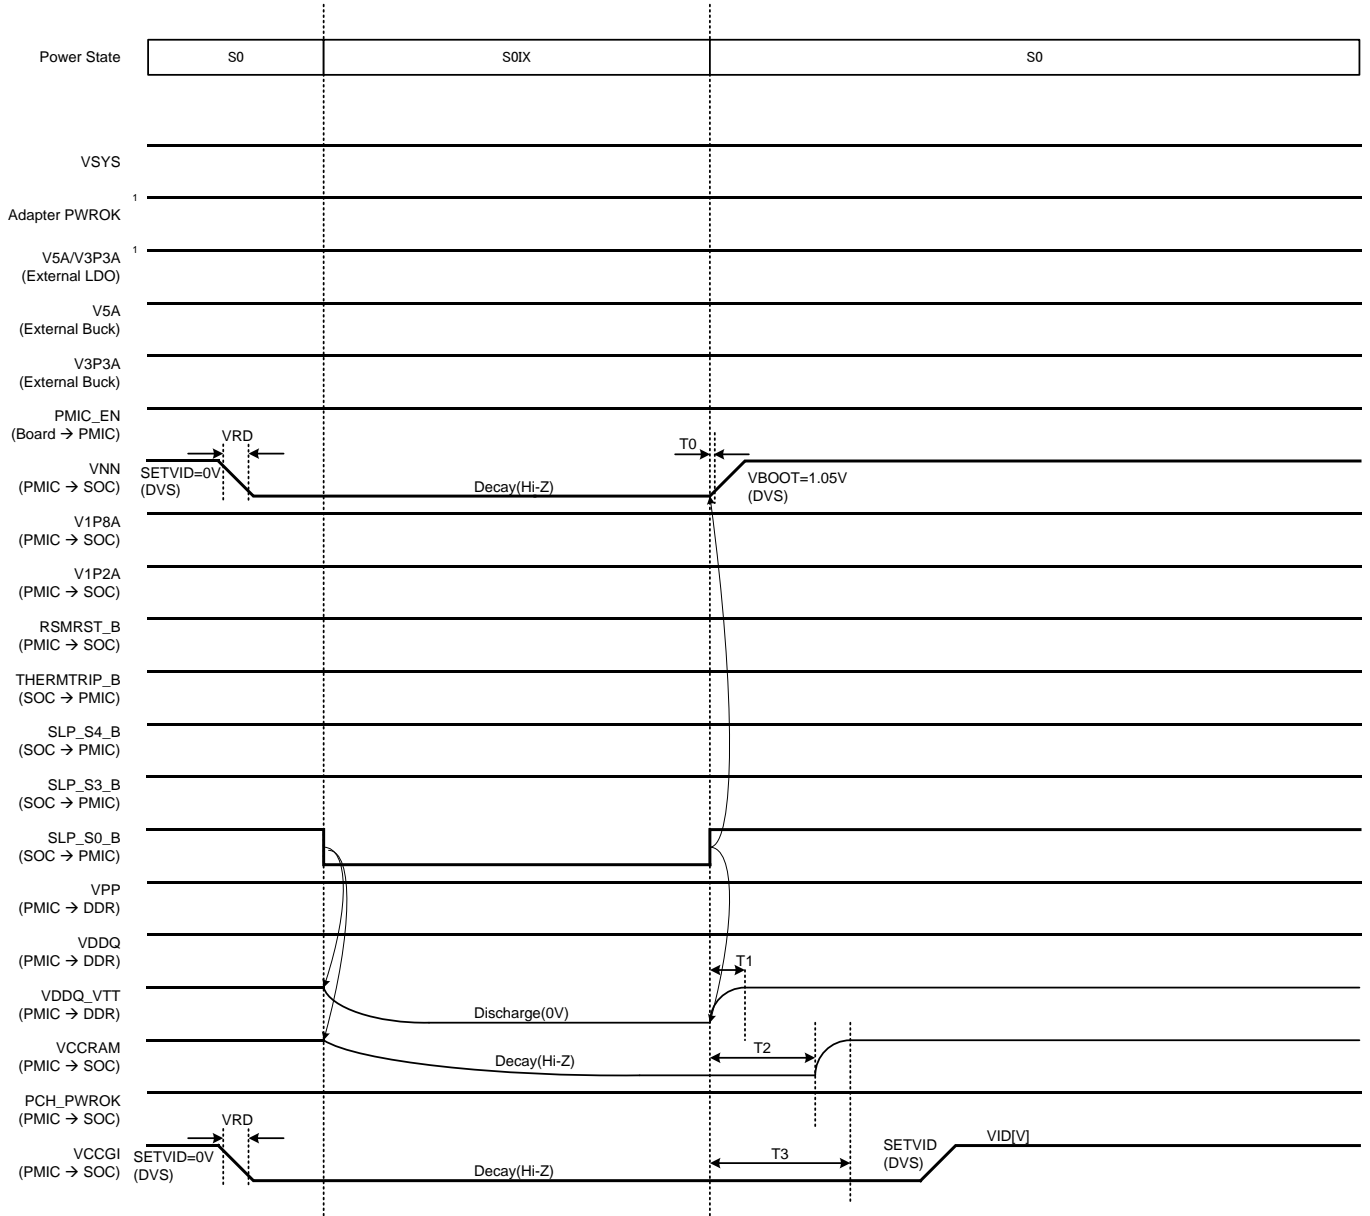 Power State S0 S0IX S0
VSYS
Adapter PWROK 1
V5A/V3P3A 1
(External LDO)
V5A
(External Buck)
V3P3A
(External Buck)
PMIC_EN
(Board → PMIC)
VRD
T0
VNN
(PMIC → SOC)
SETVID=0V
(DVS)
Decay(Hi-Z)
VBOOT=1.05V
(DVS)
V1P8A
(PMIC → SOC)
V1P2A
(PMIC → SOC)
RSMRST_B
(PMIC → SOC)
THERMTRIP_B
(SOC → PMIC)
SLP_S4_B
(SOC → PMIC)
SLP_S3_B
(SOC → PMIC)
SLP_S0_B
(SOC → PMIC)
VPP
(PMIC → DDR)
VDDQ
(PMIC → DDR)
T1
VDDQ_VTT
(PMIC → DDR)
Discharge(0V)
VCCRAM
(PMIC → SOC)
Decay(Hi-Z)
T2
PCH_PWROK
(PMIC → SOC)
VRD
VCCGI
(PMIC → SOC)
SETVID=0V
(DVS)
Decay(Hi-Z)
T3
SETVID
(DVS)
VID[V]